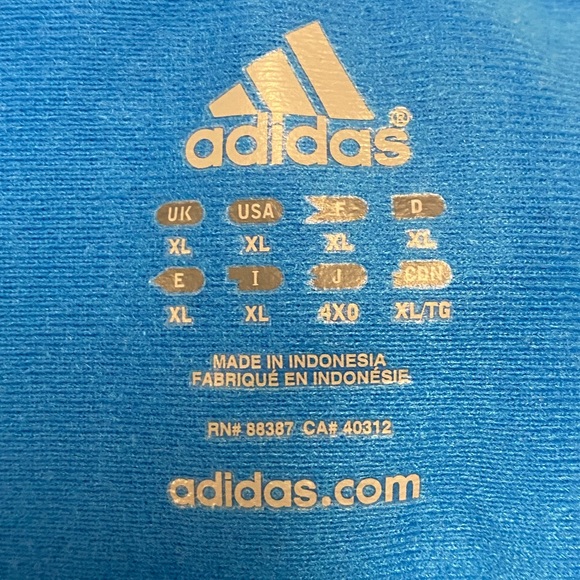 adidas®
UK USA F D
XL XL XL XL
E I J CDN
XL XL 4XO XL/TG
MADE IN INDONESIA
FABRIQUÉ EN INDONÉSIE
RN# 88387 CA# 40312
adidas.com